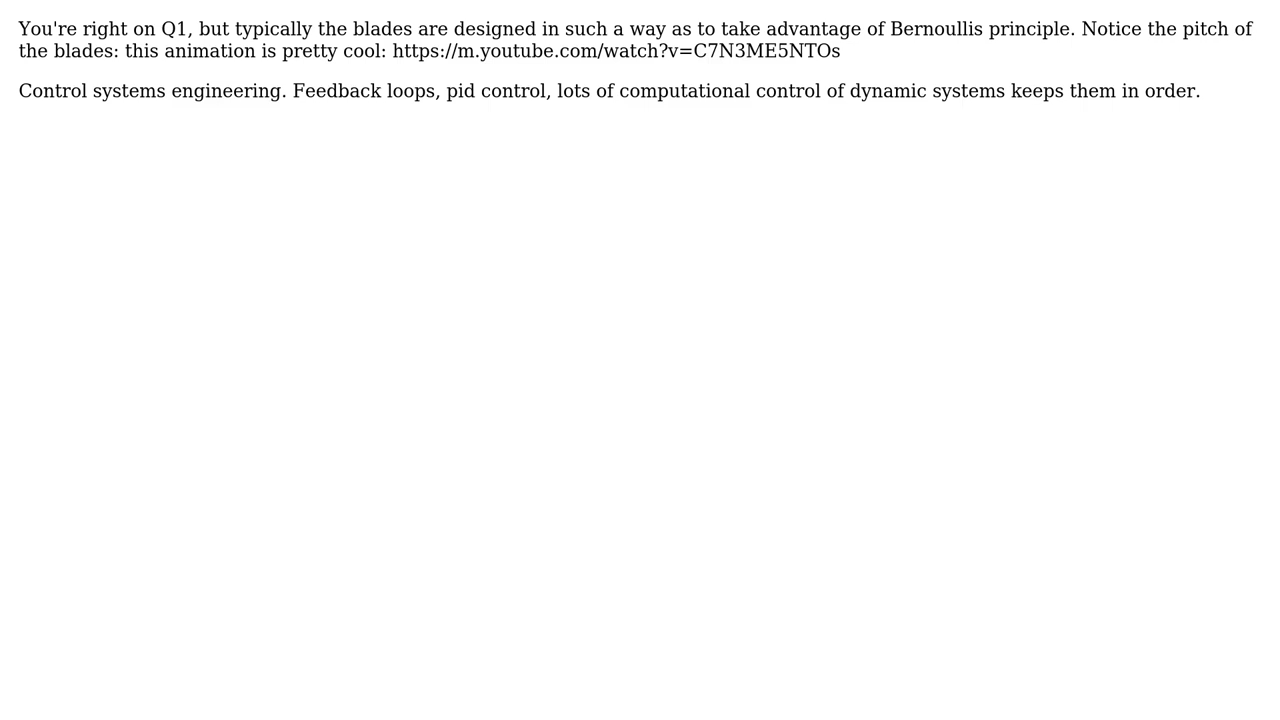 You're right on Q1, but typically the blades are designed in such a way as to take advantage of Bernoullis principle. Notice the pitch of
the blades: this animation is pretty cool: https://m.youtube.com/watch?v=C7N3ME5NTOs
Control systems engineering. Feedback loops, pid control, lots of computational control of dynamic systems keeps them in order.